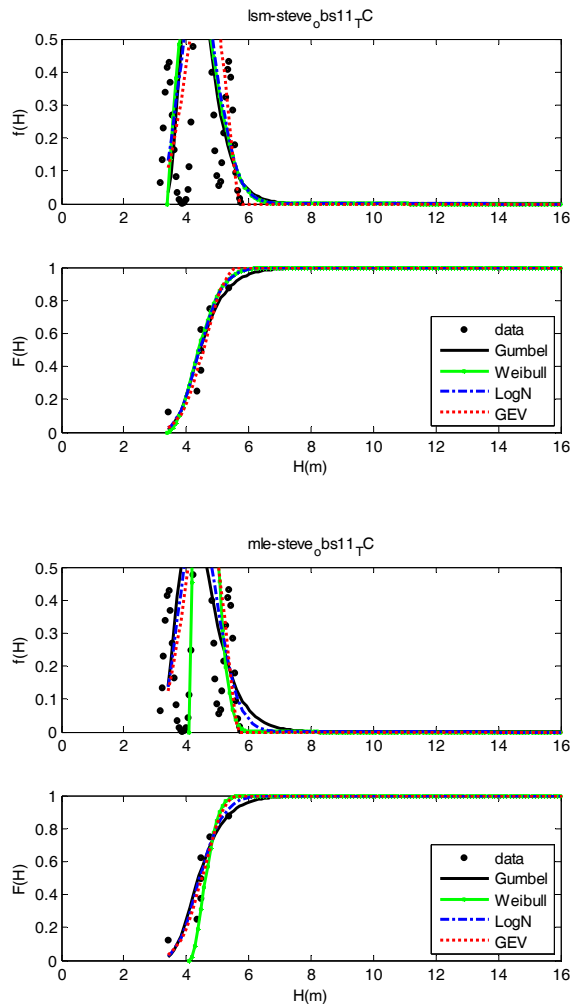 lsm-steve_obs11_TC
0.5
0.4
0.3
0.2
0.1
0
f(H)
0 2 4 6 8 10 12 14 16
1
0.8
0.6
0.4
0.2
0
F(H)
data
Gumbel
Weibull
LogN
GEV
0 2 4 6 8 10 12 14 16
H(m)
mle-steve_obs11_TC
0.5
0.4
0.3
0.2
0.1
0
f(H)
0 2 4 6 8 10 12 14 16
1
0.8
0.6
0.4
0.2
0
F(H)
data
Gumbel
Weibull
LogN
GEV
0 2 4 6 8 10 12 14 16
H(m)